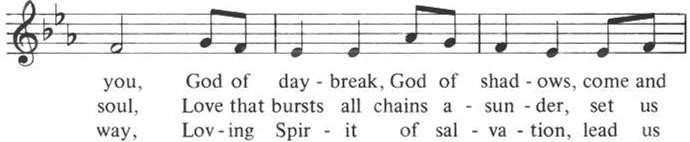 you, God of day - break, God of shad - ows, come and
soul, Love that bursts all chains a - sun - der, set us
way, Lov - ing Spir - it of sal - va - tion, lead us